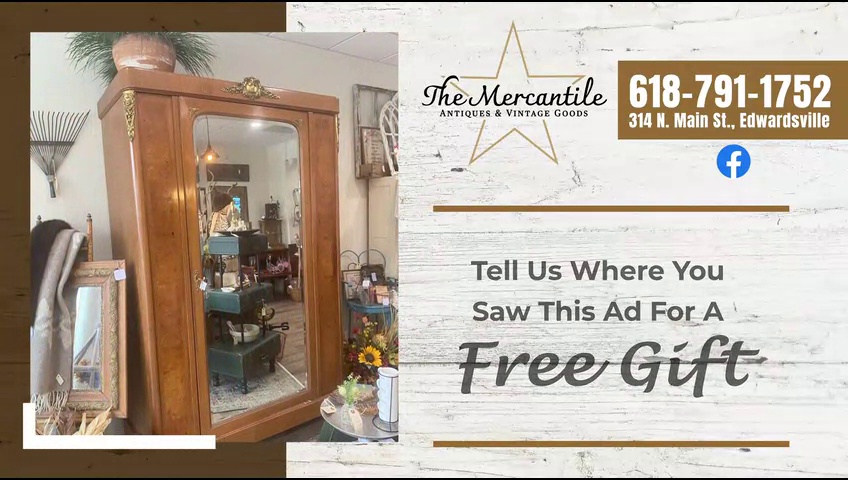 The Mercantile
ANTIQUES & VINTAGE GOODS
618-791-1752
314 N. Main St., Edwardsville
Tell Us Where You
Saw This Ad For A
Free Gift